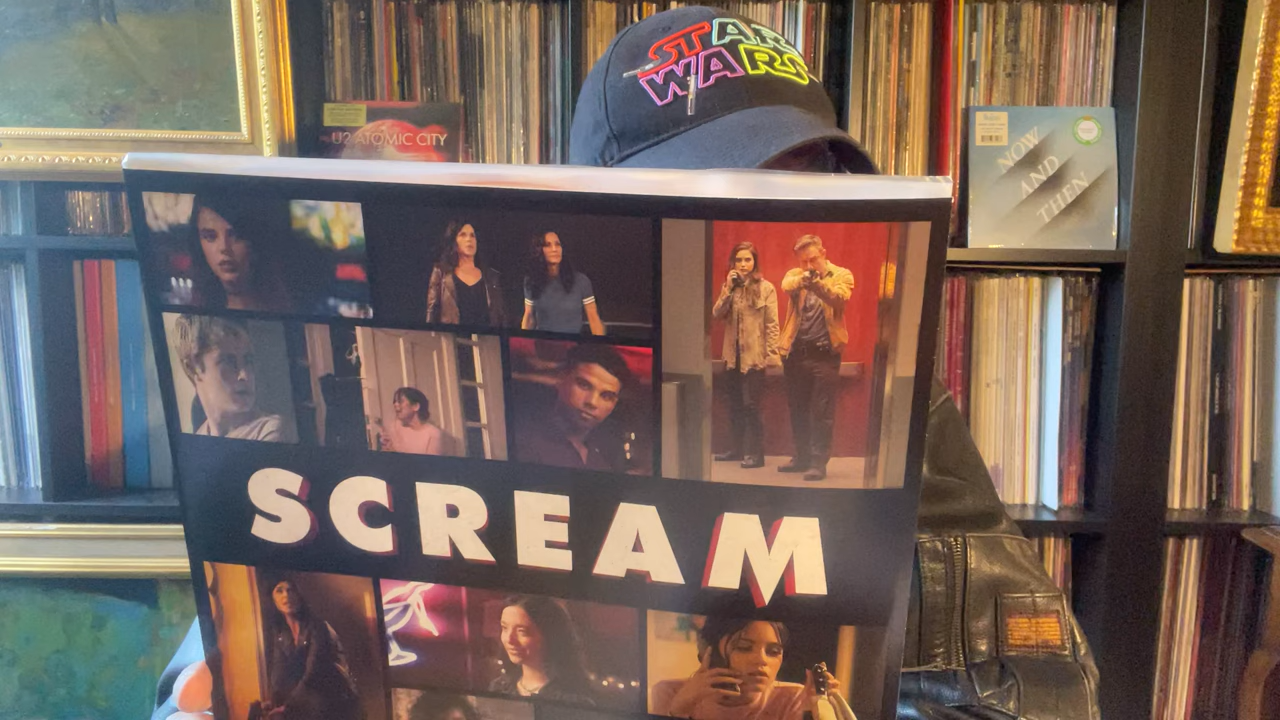 STAR
WARS
U2 ATOMIC CITY
NOW
AND
THEN
SCREAM